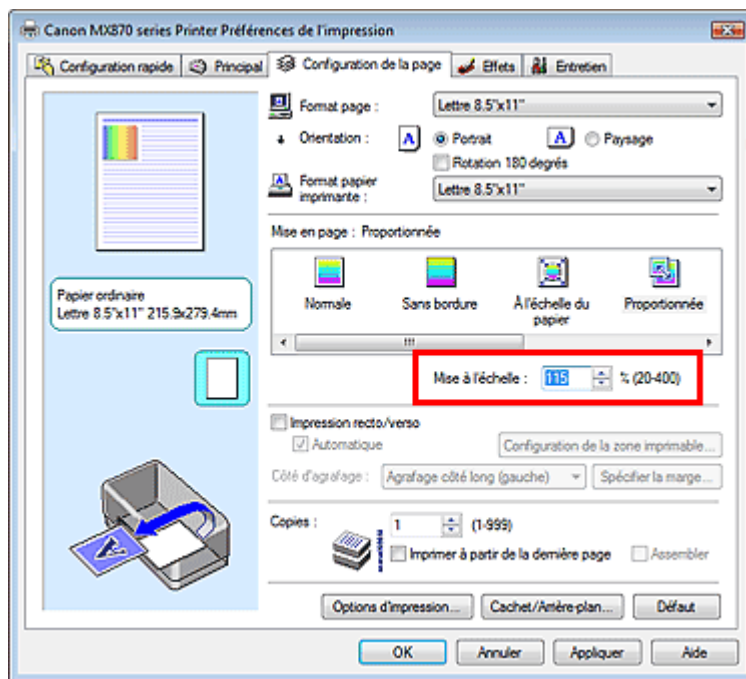 Canon MX870 series Printer Préférences de l'impression
Configuration rapide Principal Configuration de la page Effets Entretien
Format page : Lettre 8.5"x11"
Orientation : A Portrait A Paysage
Rotation 180 degrés
Format papier imprimante : Lettre 8.5"x11"
Mise en page : Proportionnée
Normale Sans bordure À l'échelle du papier Proportionnée
Papier ordinaire
Lettre 8.5"x11" 215.9x279.4mm
Mise à l'échelle : 115 % (20-400)
Impression recto/verso
Automatique Configuration de la zone imprimable...
Côté d'agrafage : Agrafage côté long (gauche) Spécifier la marge...
Copies : 1 (1-999)
Imprimer à partir de la dernière page Assembler
Options d'impression... Cachet/Arrière-plan... Défaut
OK Annuler Appliquer Aide